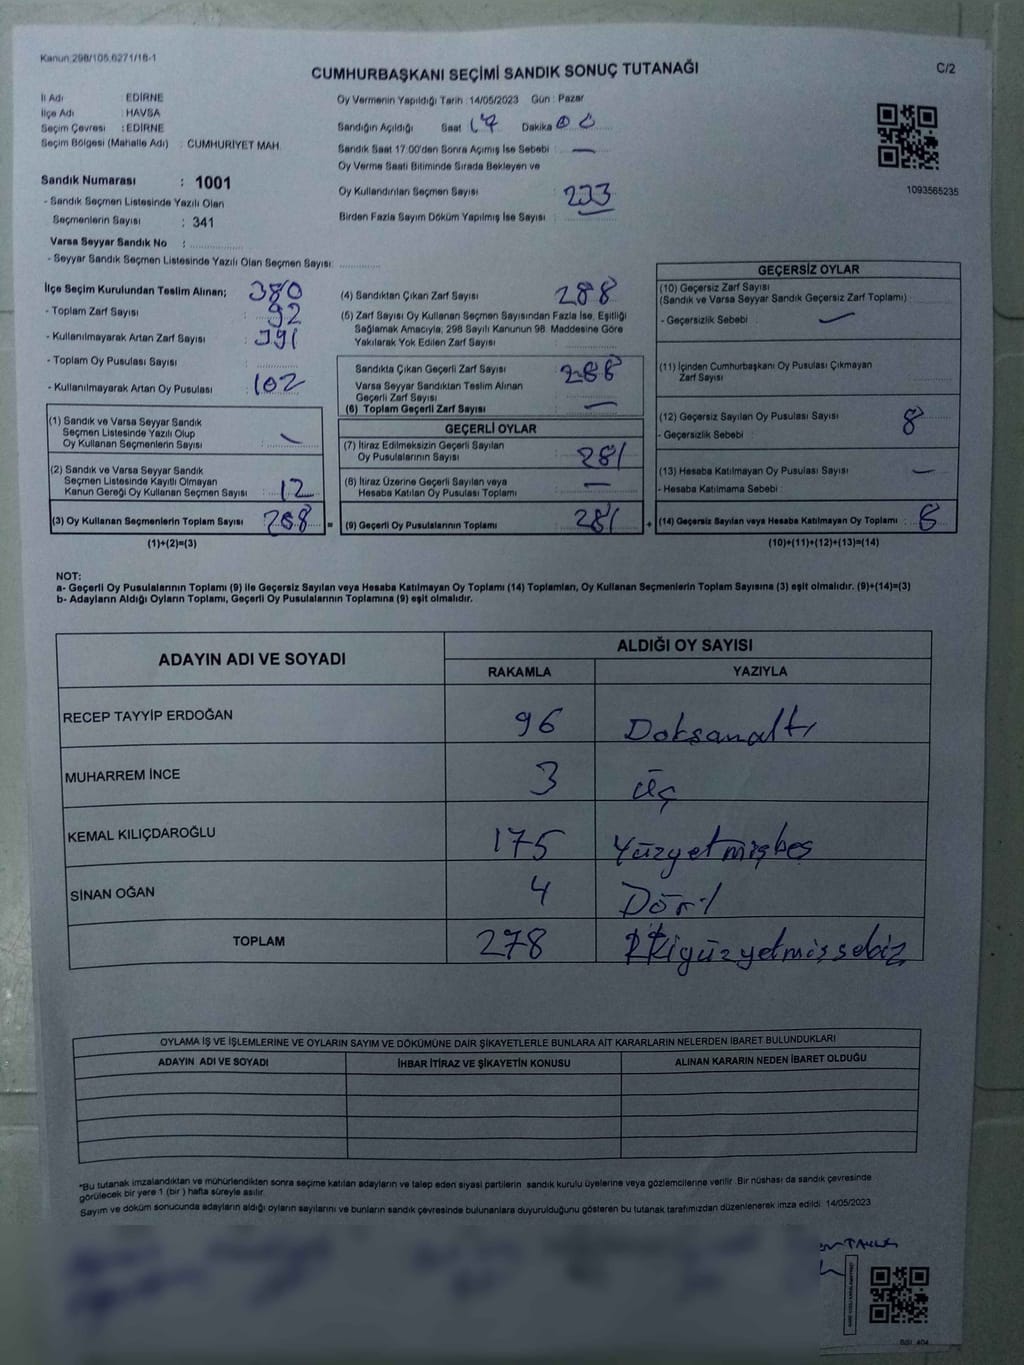 Kanun 298/105,6271/18-1
CUMHURBAŞKANI SEÇİMİ SANDIK SONUÇ TUTANAĞI
C/2
İl Adı : EDİRNE
İlçe Adı : HAVSA
Seçim Çevresi : EDİRNE
Seçim Bölgesi (Mahalle Adı) : CUMHURİYET MAH.
Sandık Numarası : 1001
- Sandık Seçmen Listesinde Yazılı Olan
Seçmenlerin Sayısı : 341
Varsa Seyyar Sandık No :
- Seyyar Sandık Seçmen Listesinde Yazılı Olan Seçmen Sayısı:
Oy Vermenin Yapıldığı Tarih : 14/05/2023 Gün : Pazar
Sandığın Açıldığı Saat 17 Dakika 00
Sandık Saat 17:00'den Sonra Açımış İse Sebebi : —
Oy Verme Saati Bitiminde Sırada Bekleyen ve
Oy Kullandırılan Seçmen Sayısı
Birden Fazla Sayım Döküm Yapılmış İse Sayısı
1093565235
İlçe Seçim Kurulundan Teslim Alınan; 380
- Toplam Zarf Sayısı : 92
- Kullanılmayarak Artan Zarf Sayısı : 391
- Toplam Oy Pusulası Sayısı :
- Kullanılmayarak Artan Oy Pusulası : 102
(1) Sandık ve Varsa Seyyar Sandık
Seçmen Listesinde Yazılı Olup
Oy Kullanan Seçmenlerin Sayısı
(2) Sandık ve Varsa Seyyar Sandık
Seçmen Listesinde Kayıtlı Olmayan
Kanun Gereği Oy Kullanan Seçmen Sayısı : 12
(3) Oy Kullanan Seçmenlerin Toplam Sayısı =
(1)+(2)=(3)
(4) Sandıktan Çıkan Zarf Sayısı 288
(5) Zarf Sayısı Oy Kullanan Seçmen Sayısından Fazla İse, Eşitliği
Sağlamak Amacıyla, 298 Sayılı Kanunun 98. Maddesine Göre
Yakılarak Yok Edilen Zarf Sayısı :
Sandıkta Çıkan Geçerli Zarf Sayısı 288
Varsa Seyyar Sandıktan Teslim Alınan
Geçerli Zarf Sayısı
(6) Toplam Geçerli Zarf Sayısı —
GEÇERLİ OYLAR
(7) İtiraz Edilmeksizin Geçerli Sayılan
Oy Pusulalarının Sayısı 281
(8) İtiraz Üzerine Geçerli Sayılan veya
Hesaba Katılan Oy Pusulası Toplamı —
(9) Geçerli Oy Pusulalarının Toplamı 281 +
GEÇERSİZ OYLAR
(10) Geçersiz Zarf Sayısı
(Sandık ve Varsa Seyyar Sandık Geçersiz Zarf Toplamı) :
- Geçersizlik Sebebi : —
(11) İçinden Cumhurbaşkanı Oy Pusulası Çıkmayan
Zarf Sayısı
(12) Geçersiz Sayılan Oy Pusulası Sayısı 8
- Geçersizlik Sebebi :
(13) Hesaba Katılmayan Oy Pusulası Sayısı —
- Hesaba Katılmama Sebebi :
(14) Geçersiz Sayılan veya Hesaba Katılmayan Oy Toplamı : 8
(10)+(11)+(12)+(13)=(14)
NOT:
a- Geçerli Oy Pusulalarının Toplamı (9) ile Geçersiz Sayılan veya Hesaba Katılmayan Oy Toplamı (14) Toplamları, Oy Kullanan Seçmenlerin Toplam Sayısına (3) eşit olmalıdır. (9)+(14)=(3)
b- Adayların Aldığı Oyların Toplamı, Geçerli Oy Pusulalarının Toplamına (9) eşit olmalıdır.
ADAYIN ADI VE SOYADI ALDIĞI OY SAYISI
RAKAMLA YAZIYLA
RECEP TAYYİP ERDOĞAN 96 Doksanaltı
MUHARREM İNCE 3 üç
KEMAL KILIÇDAROĞLU 175 Yüzyetmişbeş
SİNAN OĞAN 4 Dört
TOPLAM 278 İkiyüzyetmişsekiz
OYLAMA İŞ VE İŞLEMLERİNE VE OYLARIN SAYIM VE DÖKÜMÜNE DAİR ŞİKAYETLERLE BUNLARA AİT KARARLARIN NELERDEN İBARET BULUNDUKLARI
ADAYIN ADI VE SOYADI İHBAR İTİRAZ VE ŞİKAYETİN KONUSU ALINAN KARARIN NEDEN İBARET OLDUĞU
*Bu tutanak imzalandıktan ve mühürlendikten sonra seçime katılan adayların ve talep eden siyasi partilerin sandık kurulu üyelerine veya gözlemcilerine verilir. Bir nüshası da sandık çevresinde
görülecek bir yere 1 (bir) hafta süreyle asılır.
Sayım ve döküm sonucunda adayların aldığı oyların sayılarını ve bunların sandık çevresinde bulunanlara duyurulduğunu gösteren bu tutanak tarafımızdan düzenlenerek imza edildi. 14/05/2023